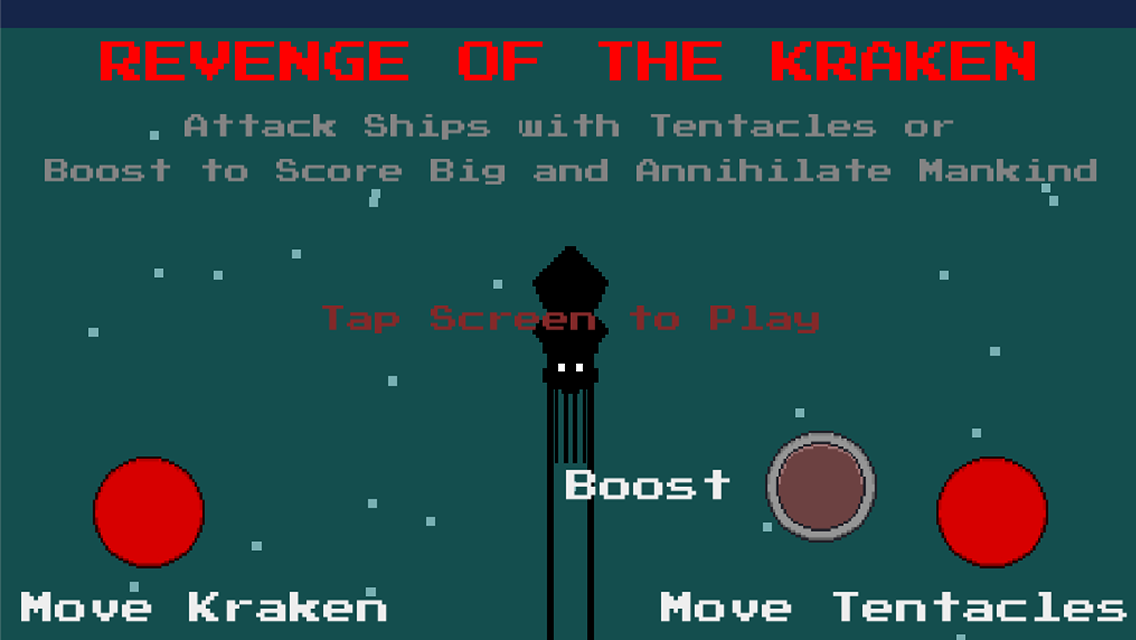 REVENGE OF THE KRAKEN
Attack Ships with Tentacles or
Boost to Score Big and Annihilate Mankind
Tap Screen to Play
Boost
Move Kraken
Move Tentacles